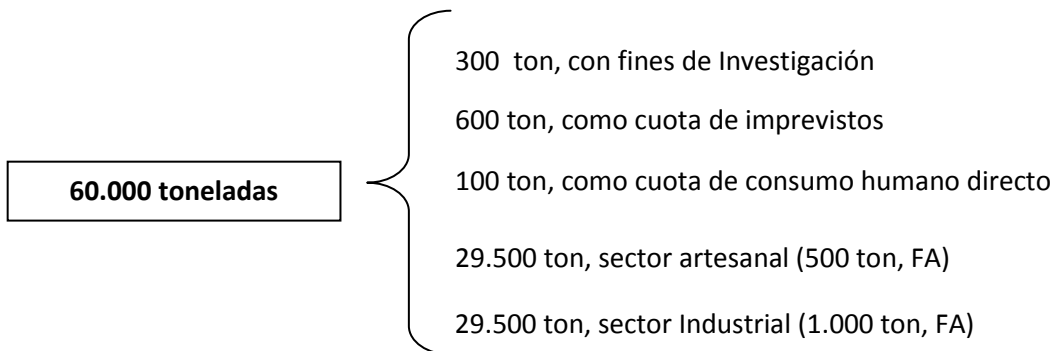 300 ton, con fines de Investigación
600 ton, como cuota de imprevistos
60.000 toneladas
100 ton, como cuota de consumo humano directo
29.500 ton, sector artesanal (500 ton, FA)
29.500 ton, sector Industrial (1.000 ton, FA)